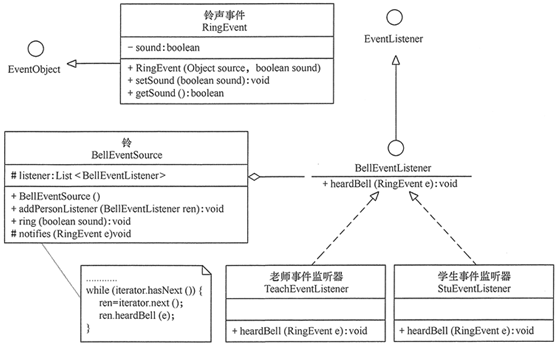 铃声事件
RingEvent
- sound:boolean
+ RingEvent (Object source, boolean sound)
+ setSound (boolean sound):void
+ getSound ():boolean
EventObject
EventListener
铃
BellEventSource
# listener:List <BellEventListener>
+ BellEventSource ()
+ addPersonListener (BellEventListener ren):void
+ ring (boolean sound):void
# notifies (RingEvent e)void
BellEventListener
+ heardBell (RingEvent e):void
…………
while (iterator.hasNext ()) {
ren=iterator.next ();
ren.heardBell (e);
}
老师事件监听器
TeachEventListener
+ heardBell (RingEvent e):void
学生事件监听器
StuEventListener
+ heardBell (RingEvent e):void